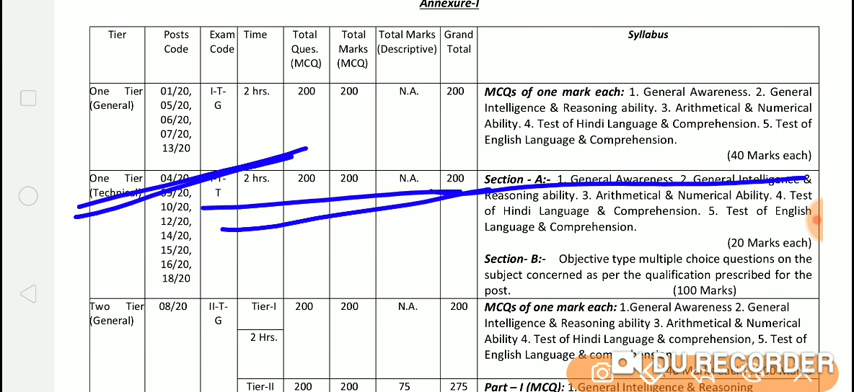 Annexure-I
Tier Posts Code Exam Code Time Total Ques. (MCQ) Total Marks (MCQ) Total Marks (Descriptive) Grand Total Syllabus
One Tier (General) 01/20, 05/20, 06/20, 07/20, 13/20 I-T-G 2 hrs. 200 200 N.A. 200
MCQs of one mark each: 1. General Awareness. 2. General
Intelligence & Reasoning ability. 3. Arithmetical & Numerical
Ability. 4. Test of Hindi Language & Comprehension. 5. Test of
English Language & Comprehension.
(40 Marks each)
One Tier (Technical) 04/20, 09/20, 10/20, 12/20, 14/20, 15/20, 16/20, 18/20 I-T-T 2 hrs. 200 200 N.A. 200
Section - A:- 1. General Awareness. 2. General Intelligence &
Reasoning ability. 3. Arithmetical & Numerical Ability. 4. Test
of Hindi Language & Comprehension. 5. Test of English
Language & Comprehension.
(20 Marks each)
Section- B:- Objective type multiple choice questions on the
subject concerned as per the qualification prescribed for the
post. (100 Marks)
Two Tier (General) 08/20 II-T-G Tier-I 2 Hrs. 200 200 N.A. 200
MCQs of one mark each: 1.General Awareness 2. General
Intelligence & Reasoning ability 3. Arithmetical & Numerical
Ability 4. Test of Hindi Language & comprehension, 5. Test of
English Language &
DU RECORDER
Tier-II 200 200 75 275 Part – I (MCQ): 1.General Intelligence & Reasoning